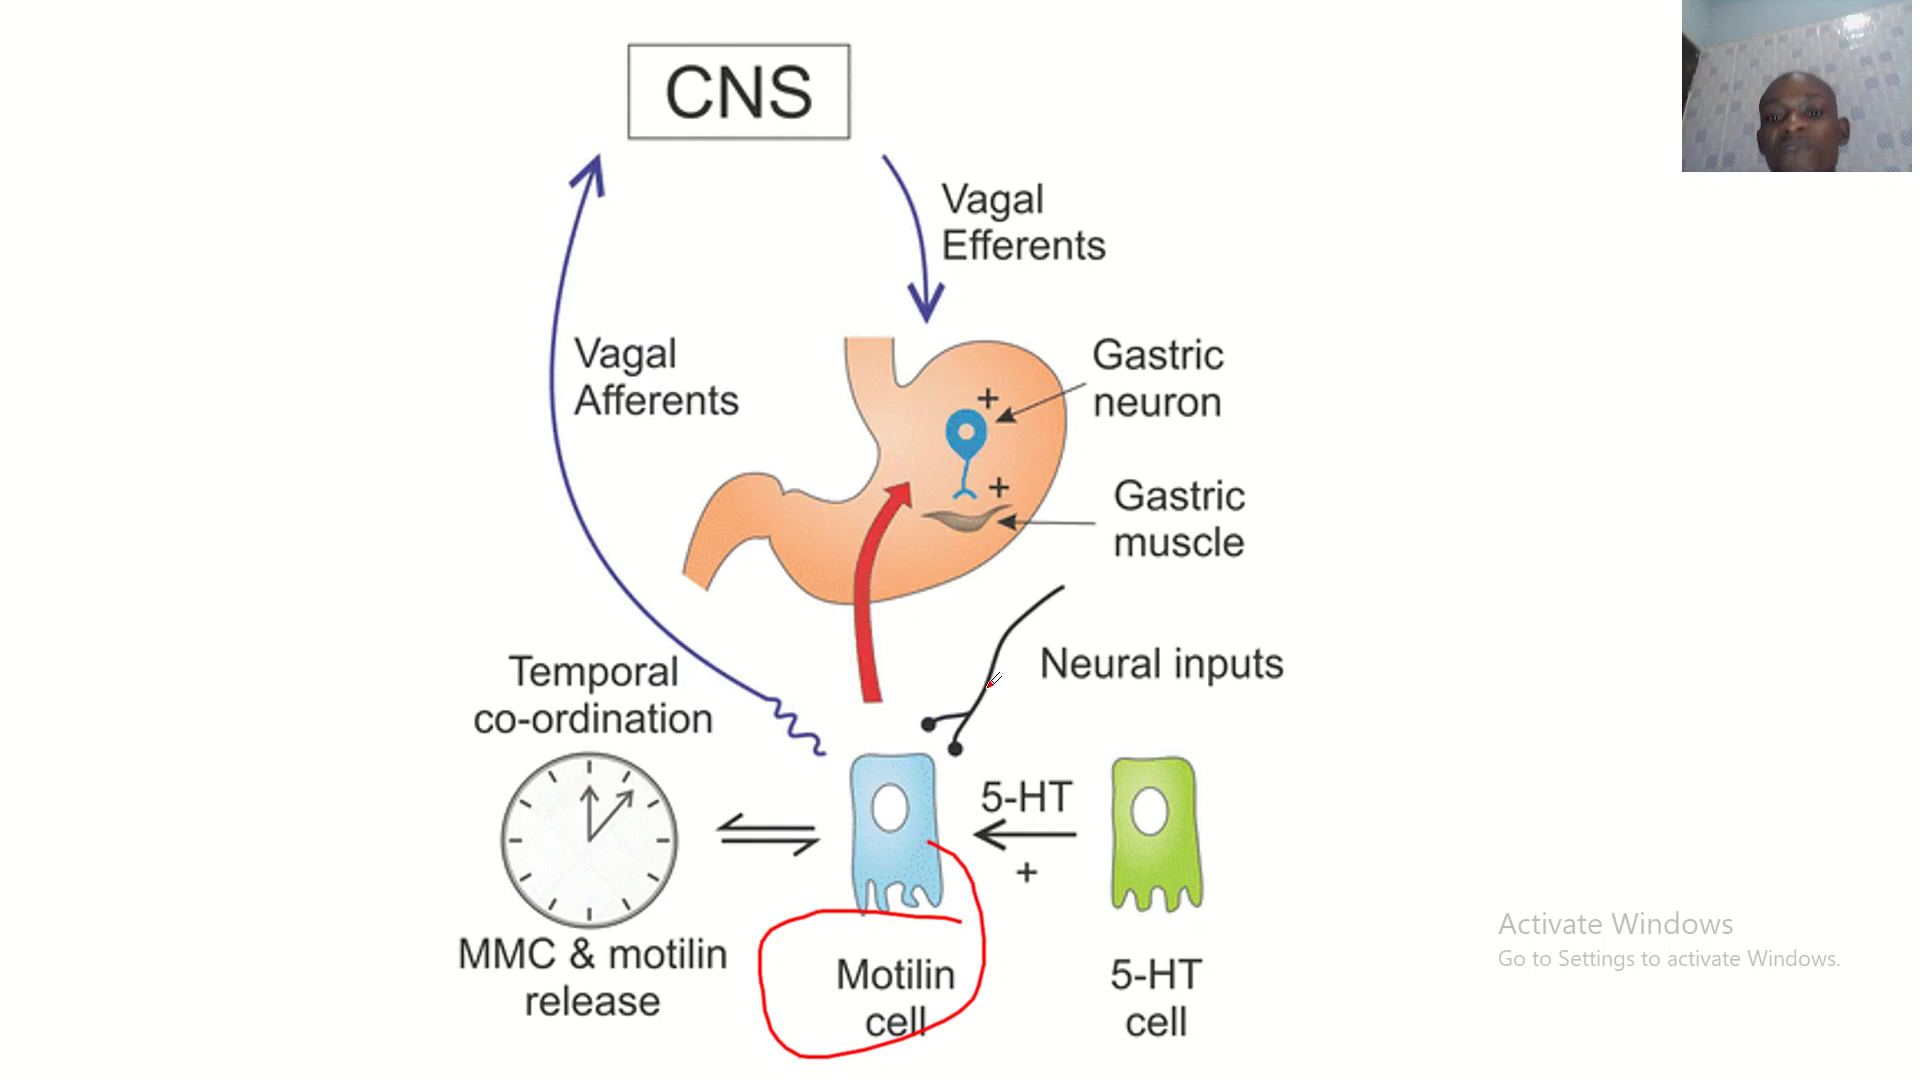 CNS
Vagal
Efferents
Vagal
Afferents
Gastric
neuron
+
Gastric
muscle
+
Neural inputs
Temporal
co-ordination
5-HT
+
MMC & motilin
release
Motilin
cell
5-HT
cell
Activate Windows
Go to Settings to activate Windows.